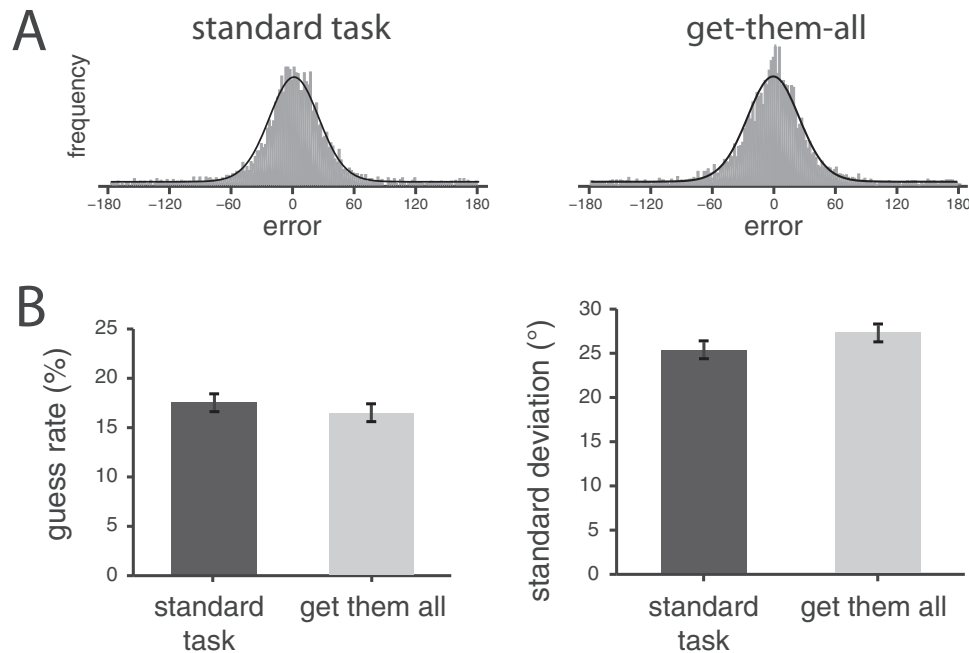 A
standard task
get-them-all
frequency
−180 −120 −60 0 60 120 180
−180 −120 −60 0 60 120 180
error
error
B
guess rate (%)
25
20
15
10
5
0
standard
task
get them all
standard deviation (°)
30
25
20
15
10
5
0
standard
task
get them all